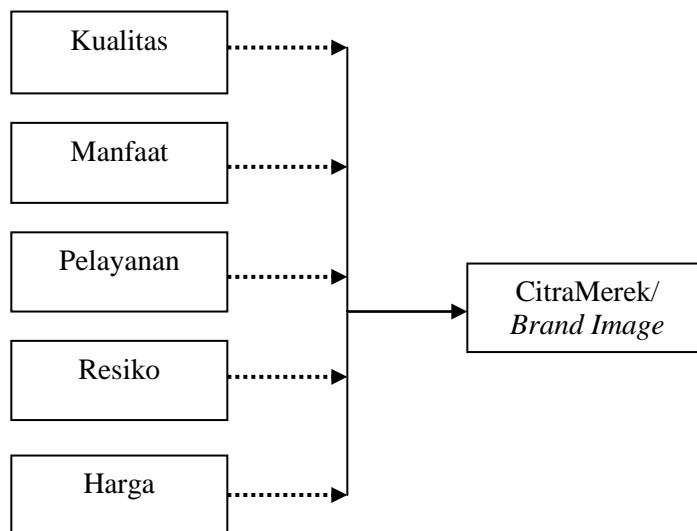 Kualitas
Manfaat
Pelayanan
Resiko
Harga
CitraMerek/
Brand Image